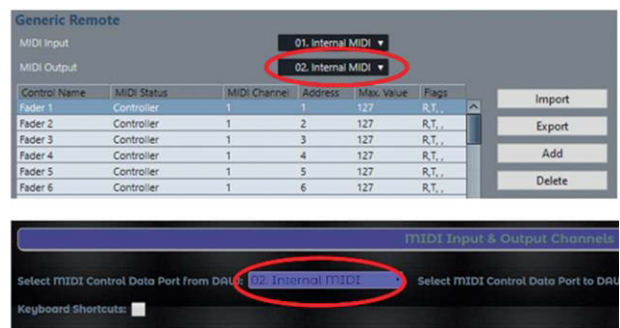 Generic Remote
MIDI Input 01. Internal MIDI
MIDI Output 02. Internal MIDI
Control Name MIDI Status MIDI Channel Address Max. Value Flags
Fader 1 Controller 1 1 127 R,T, ,
Fader 2 Controller 1 2 127 R,T, ,
Fader 3 Controller 1 3 127 R,T, ,
Fader 4 Controller 1 4 127 R,T, ,
Fader 5 Controller 1 5 127 R,T, ,
Fader 6 Controller 1 6 127 R,T, ,
Import
Export
Add
Delete
MIDI Input & Output Channels
Select MIDI Control Data Port from DAW: 02. Internal MIDI Select MIDI Control Data Port to DAW
Keyboard Shortcuts: